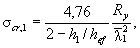 σcr,1 = 4,76 / (2 − h1/hef) · Ry / λ̄1²,